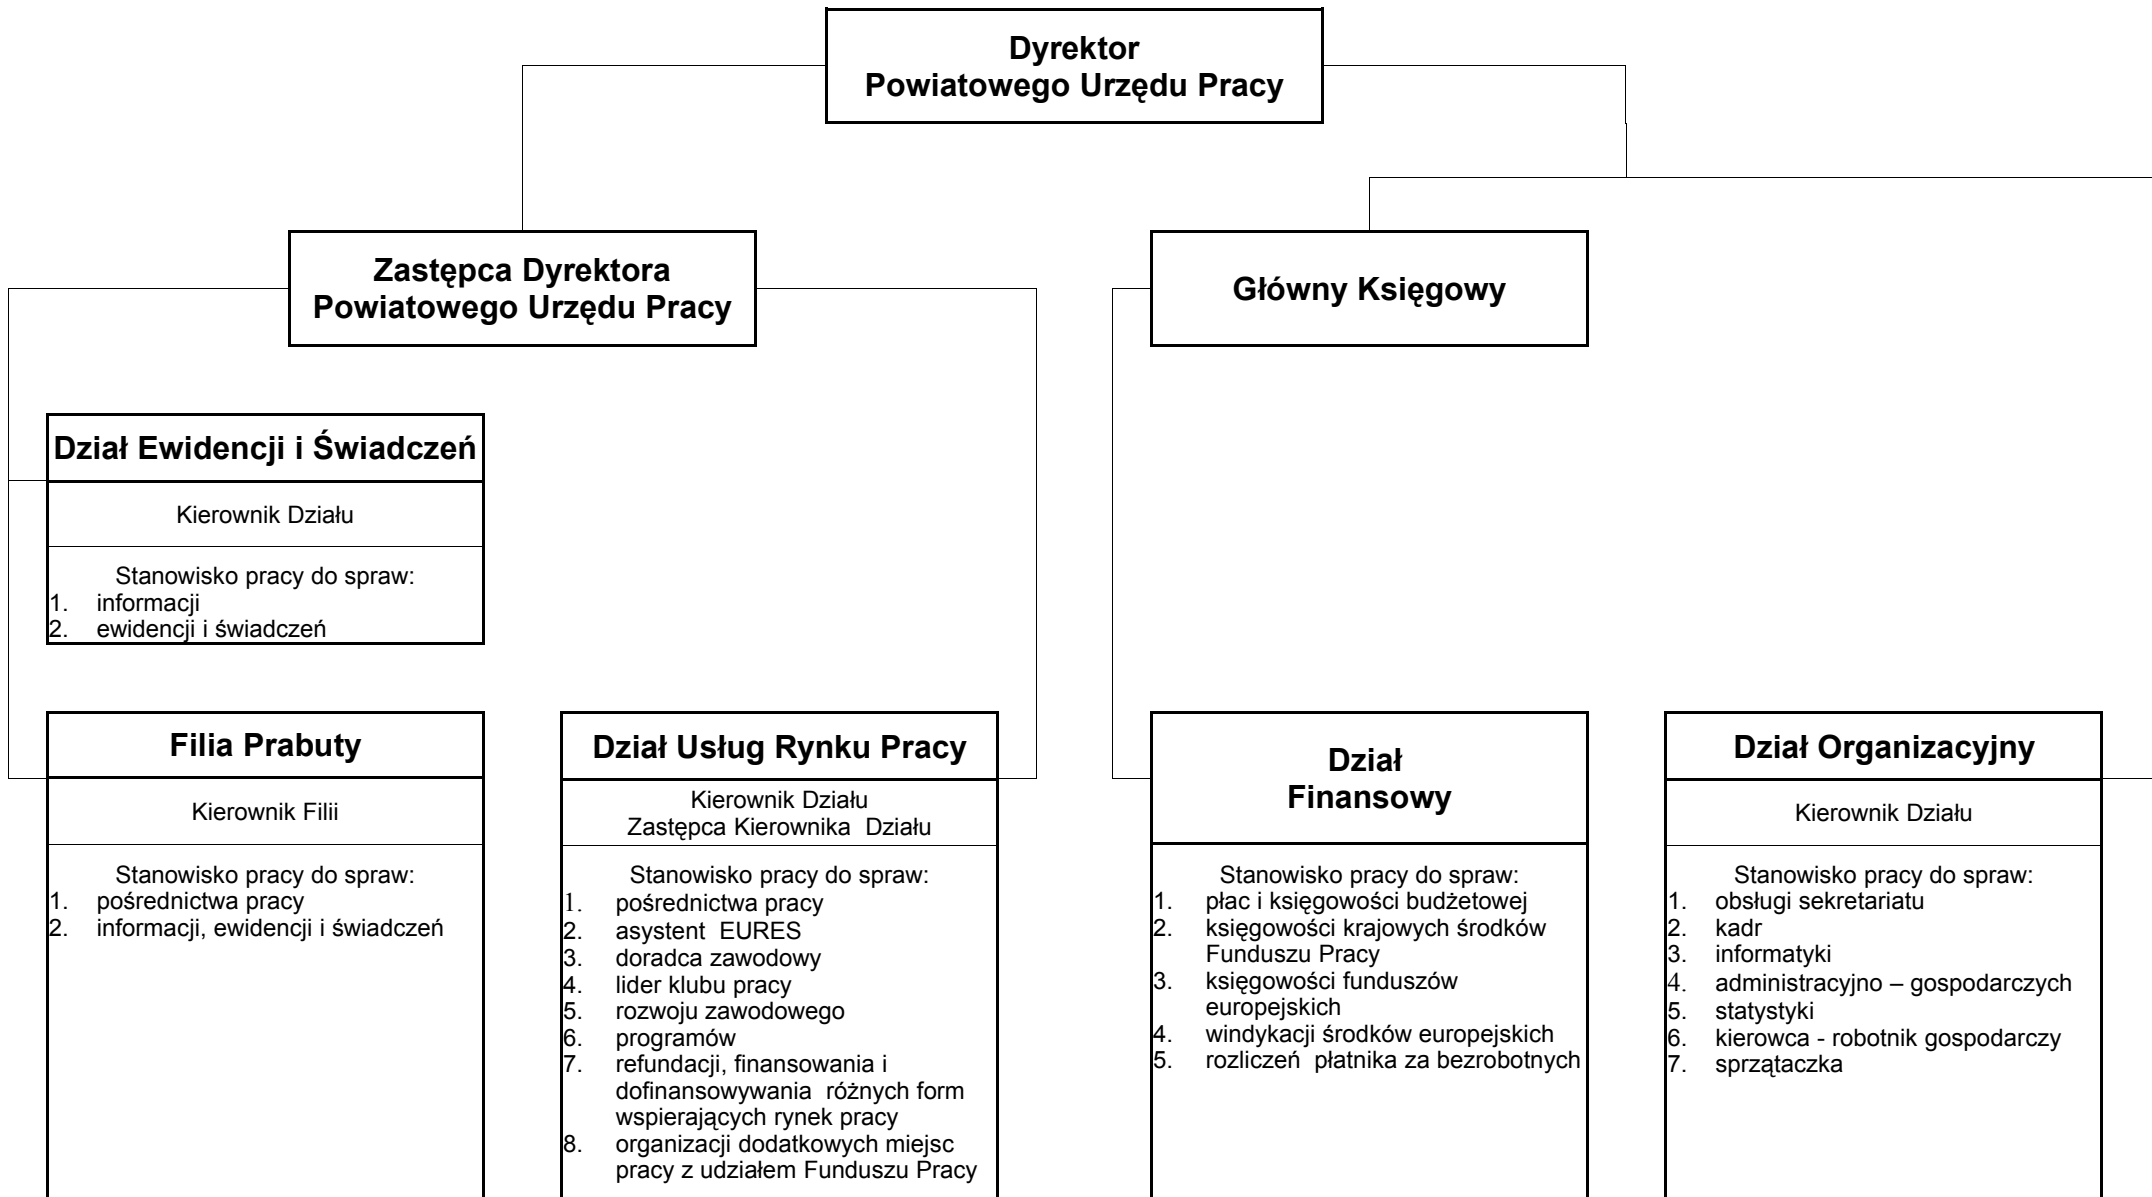 Dyrektor
Powiatowego Urzędu Pracy
Zastępca Dyrektora
Powiatowego Urzędu Pracy
Główny Księgowy
Dział Ewidencji i Świadczeń
Kierownik Działu
Stanowisko pracy do spraw:
1. informacji
2. ewidencji i świadczeń
Filia Prabuty
Kierownik Filii
Stanowisko pracy do spraw:
1. pośrednictwa pracy
2. informacji, ewidencji i świadczeń
Dział Usług Rynku Pracy
Kierownik Działu
Zastępca Kierownika  Działu
Stanowisko pracy do spraw:
1. pośrednictwa pracy
2. asystent  EURES
3. doradca zawodowy
4. lider klubu pracy
5. rozwoju zawodowego
6. programów
7. refundacji, finansowania i
dofinansowywania  różnych form
wspierających rynek pracy
8. organizacji dodatkowych miejsc
pracy z udziałem Funduszu Pracy
Dział
Finansowy
Stanowisko pracy do spraw:
1. płac i księgowości budżetowej
2. księgowości krajowych środków
Funduszu Pracy
3. księgowości funduszów
europejskich
4. windykacji środków europejskich
5. rozliczeń  płatnika za bezrobotnych
Dział Organizacyjny
Kierownik Działu
Stanowisko pracy do spraw:
1. obsługi sekretariatu
2. kadr
3. informatyki
4. administracyjno – gospodarczych
5. statystyki
6. kierowca - robotnik gospodarczy
7. sprzątaczka